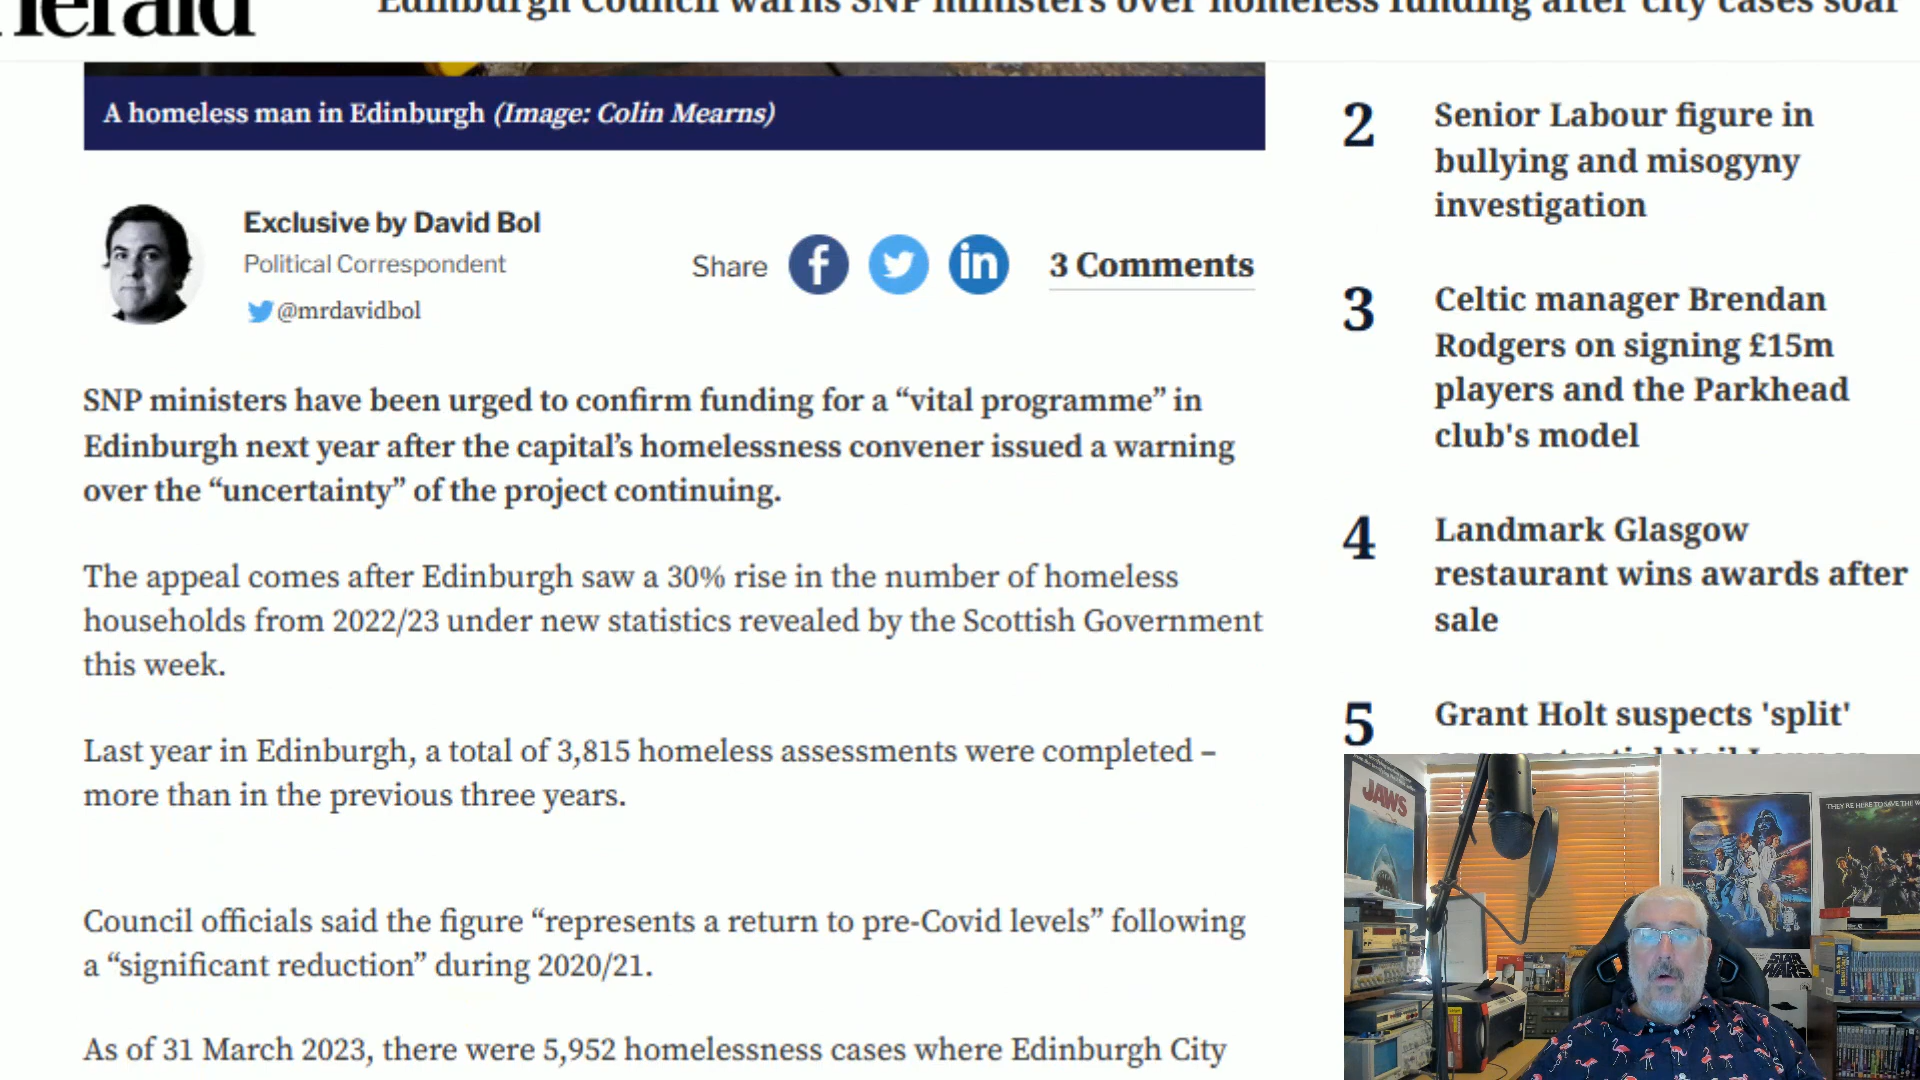 Herald
Edinburgh Council warns SNP ministers over homeless funding after city cases soar
A homeless man in Edinburgh (Image: Colin Mearns)
Exclusive by David Bol
Political Correspondent
@mrdavidbol
Share
3 Comments
SNP ministers have been urged to confirm funding for a “vital programme” in
Edinburgh next year after the capital’s homelessness convener issued a warning
over the “uncertainty” of the project continuing.
The appeal comes after Edinburgh saw a 30% rise in the number of homeless
households from 2022/23 under new statistics revealed by the Scottish Government
this week.
Last year in Edinburgh, a total of 3,815 homeless assessments were completed –
more than in the previous three years.
Council officials said the figure “represents a return to pre-Covid levels” following
a “significant reduction” during 2020/21.
As of 31 March 2023, there were 5,952 homelessness cases where Edinburgh City
2
Senior Labour figure in
bullying and misogyny
investigation
3
Celtic manager Brendan
Rodgers on signing £15m
players and the Parkhead
club's model
4
Landmark Glasgow
restaurant wins awards after
sale
5
Grant Holt suspects 'split'
JAWS
THEY'RE HERE TO SAVE THE
STAR
WARS